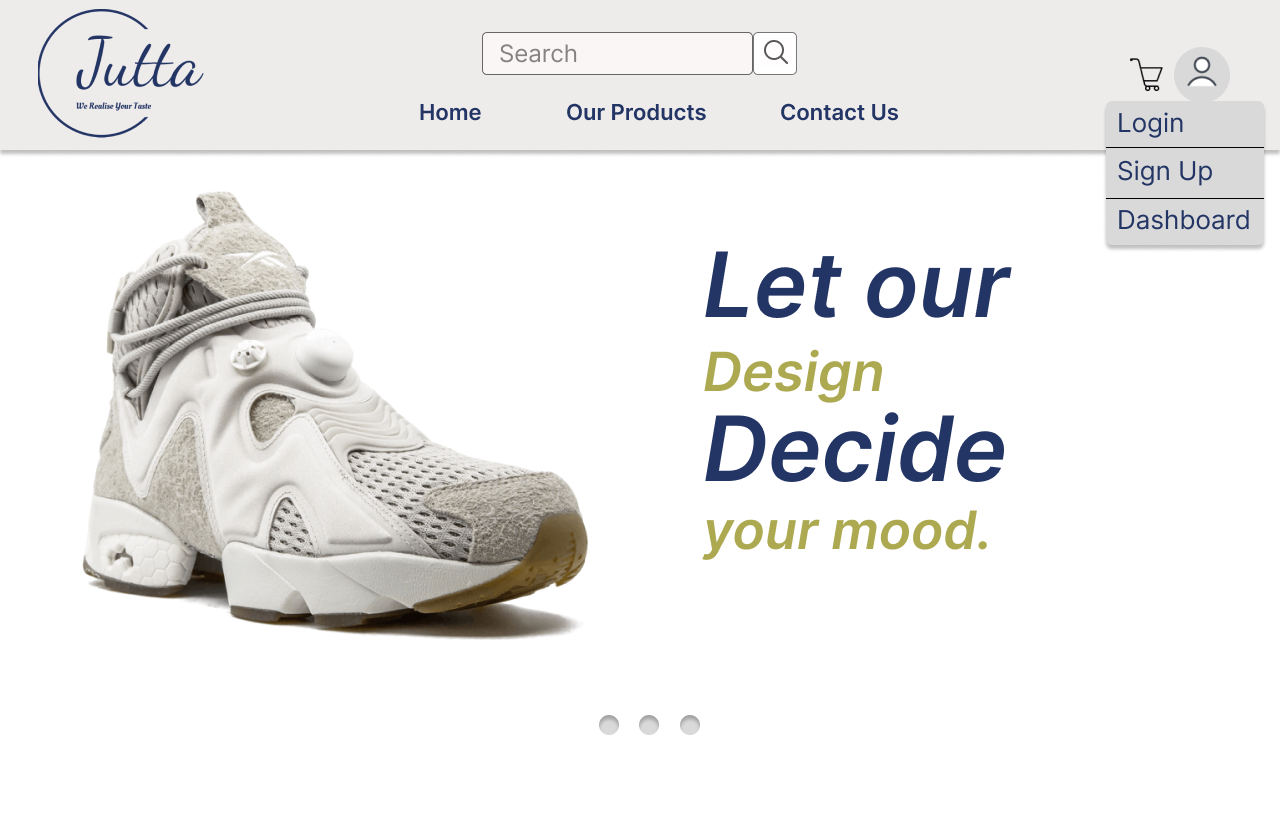 Jutta
We Realise Your Taste
Search
Home
Our Products
Contact Us
Login
Sign Up
Dashboard
Let our
Design
Decide
your mood.